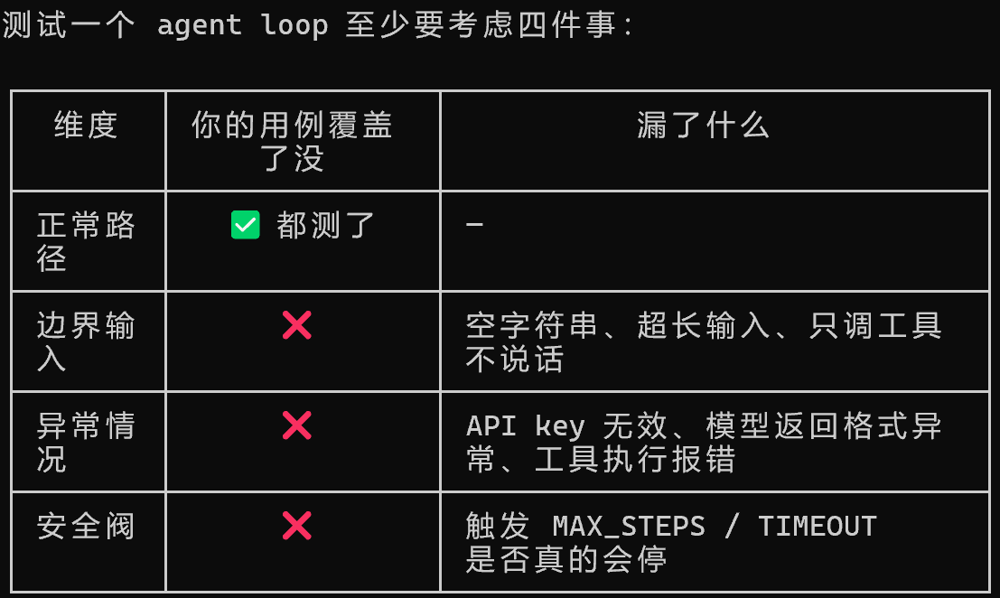 测试一个 agent loop 至少要考虑四件事:
维度
你的用例覆盖
了没
漏了什么
正常路
径
✅ 都测了
—
边界输
入
❌
空字符串、超长输入、只调工具
不说话
异常情
况
❌
API key 无效、模型返回格式异
常、工具执行报错
安全阀
❌
触发 MAX_STEPS / TIMEOUT
是否真的会停